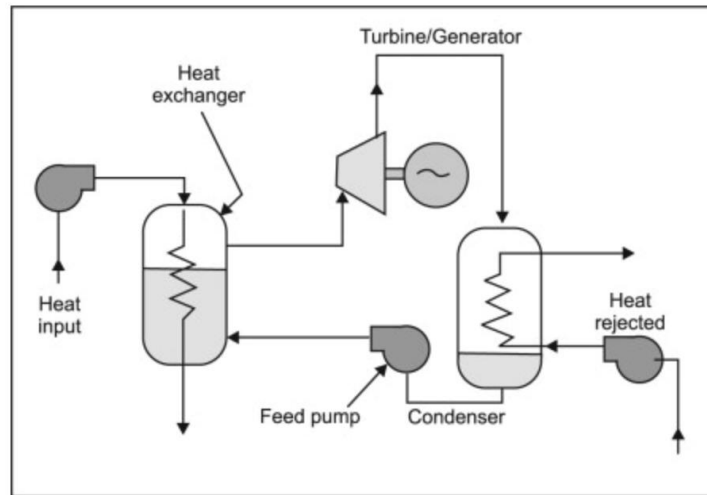 Turbine/Generator
Heat
exchanger
Heat
input
Heat
rejected
Feed pump
Condenser